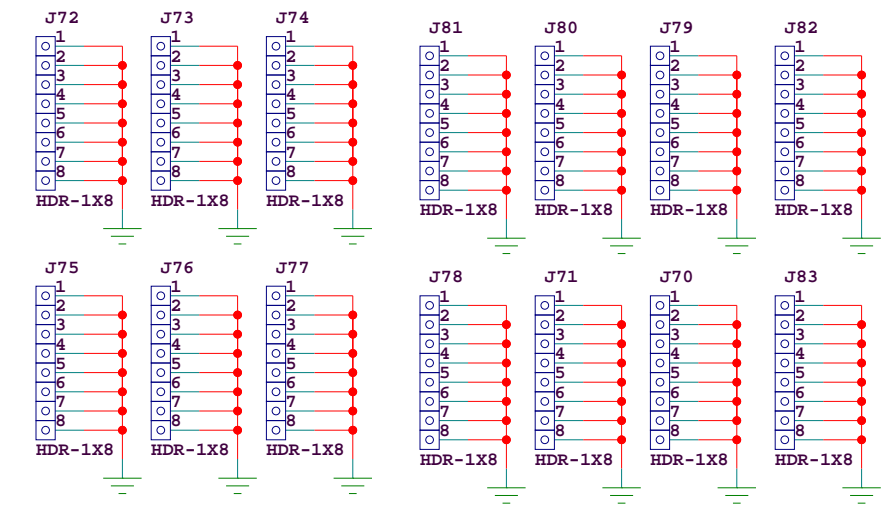 J72 J73 J74
1 1 1
2 2 2
3 3 3
4 4 4
5 5 5
6 6 6
7 7 7
8 8 8
HDR-1X8 HDR-1X8 HDR-1X8
J81 J80 J79 J82
1 1 1 1
2 2 2 2
3 3 3 3
4 4 4 4
5 5 5 5
6 6 6 6
7 7 7 7
8 8 8 8
HDR-1X8 HDR-1X8 HDR-1X8 HDR-1X8
J75 J76 J77
1 1 1
2 2 2
3 3 3
4 4 4
5 5 5
6 6 6
7 7 7
8 8 8
HDR-1X8 HDR-1X8 HDR-1X8
J78 J71 J70 J83
1 1 1 1
2 2 2 2
3 3 3 3
4 4 4 4
5 5 5 5
6 6 6 6
7 7 7 7
8 8 8 8
HDR-1X8 HDR-1X8 HDR-1X8 HDR-1X8